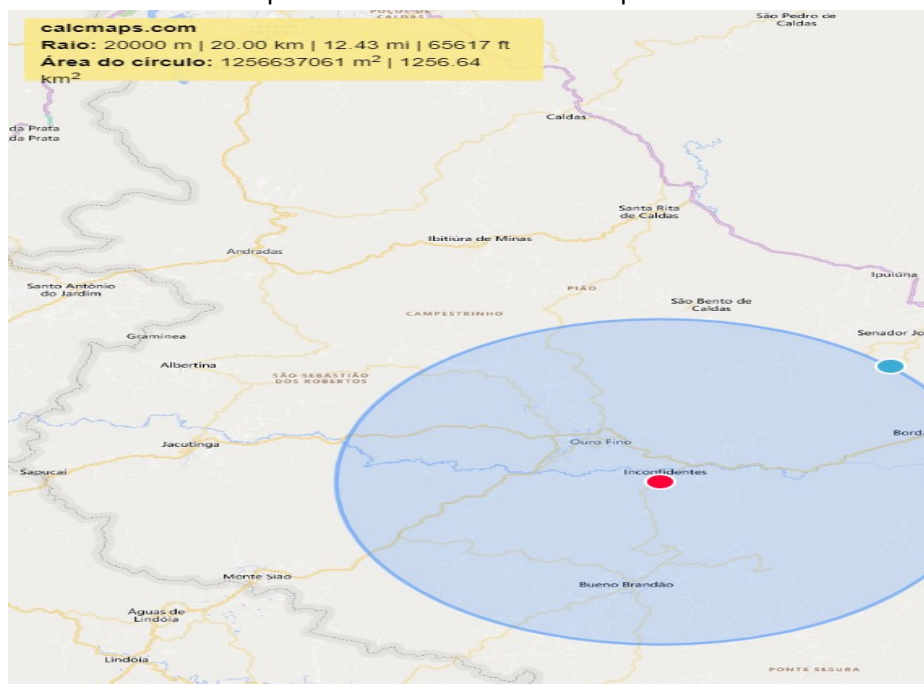 calcmaps.com
Raio: 20000 m | 20.00 km | 12.43 mi | 65617 ft
Área do círculo: 1256637061 m² | 1256.64
km²
CALDAS
São Pedro de
Caldas
Caldas
da Prata
da Prata
Santa Rita
de Caldas
Ibitiúra de Minas
Andradas
Ipuiúna
Santo Antônio
do Jardim
PIÃO
São Bento de
Caldas
CAMPESTRINHO
Graminea
Senador Jo
Albertina
SÃO SEBASTIÃO
DOS ROBERTOS
Bord
Ouro Fino
Jacutinga
Sapucai
Inconfidentes
Monte Sião
Bueno Brandão
Águas de
Lindóia
Lindóia
PONTE SEGURA